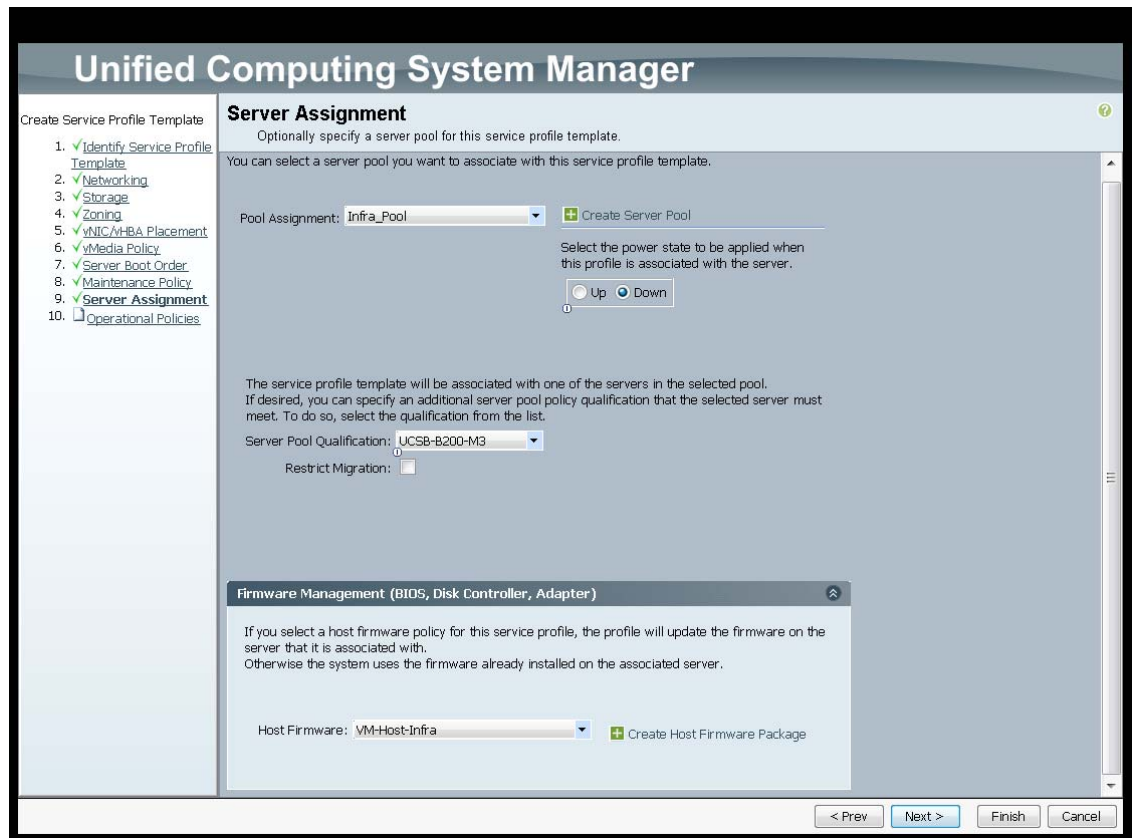 Unified Computing System Manager
Create Service Profile Template
1. Identify Service Profile
Template
2. Networking
3. Storage
4. Zoning
5. vNIC/vHBA Placement
6. vMedia Policy
7. Server Boot Order
8. Maintenance Policy
9. Server Assignment
10. Operational Policies
Server Assignment
Optionally specify a server pool for this service profile template.
You can select a server pool you want to associate with this service profile template.
Pool Assignment: Infra_Pool
Create Server Pool
Select the power state to be applied when
this profile is associated with the server.
Up Down
The service profile template will be associated with one of the servers in the selected pool.
If desired, you can specify an additional server pool policy qualification that the selected server must
meet. To do so, select the qualification from the list.
Server Pool Qualification: UCSB-B200-M3
Restrict Migration:
Firmware Management (BIOS, Disk Controller, Adapter)
If you select a host firmware policy for this service profile, the profile will update the firmware on the
server that it is associated with.
Otherwise the system uses the firmware already installed on the associated server.
Host Firmware: VM-Host-Infra
Create Host Firmware Package
< Prev Next > Finish Cancel